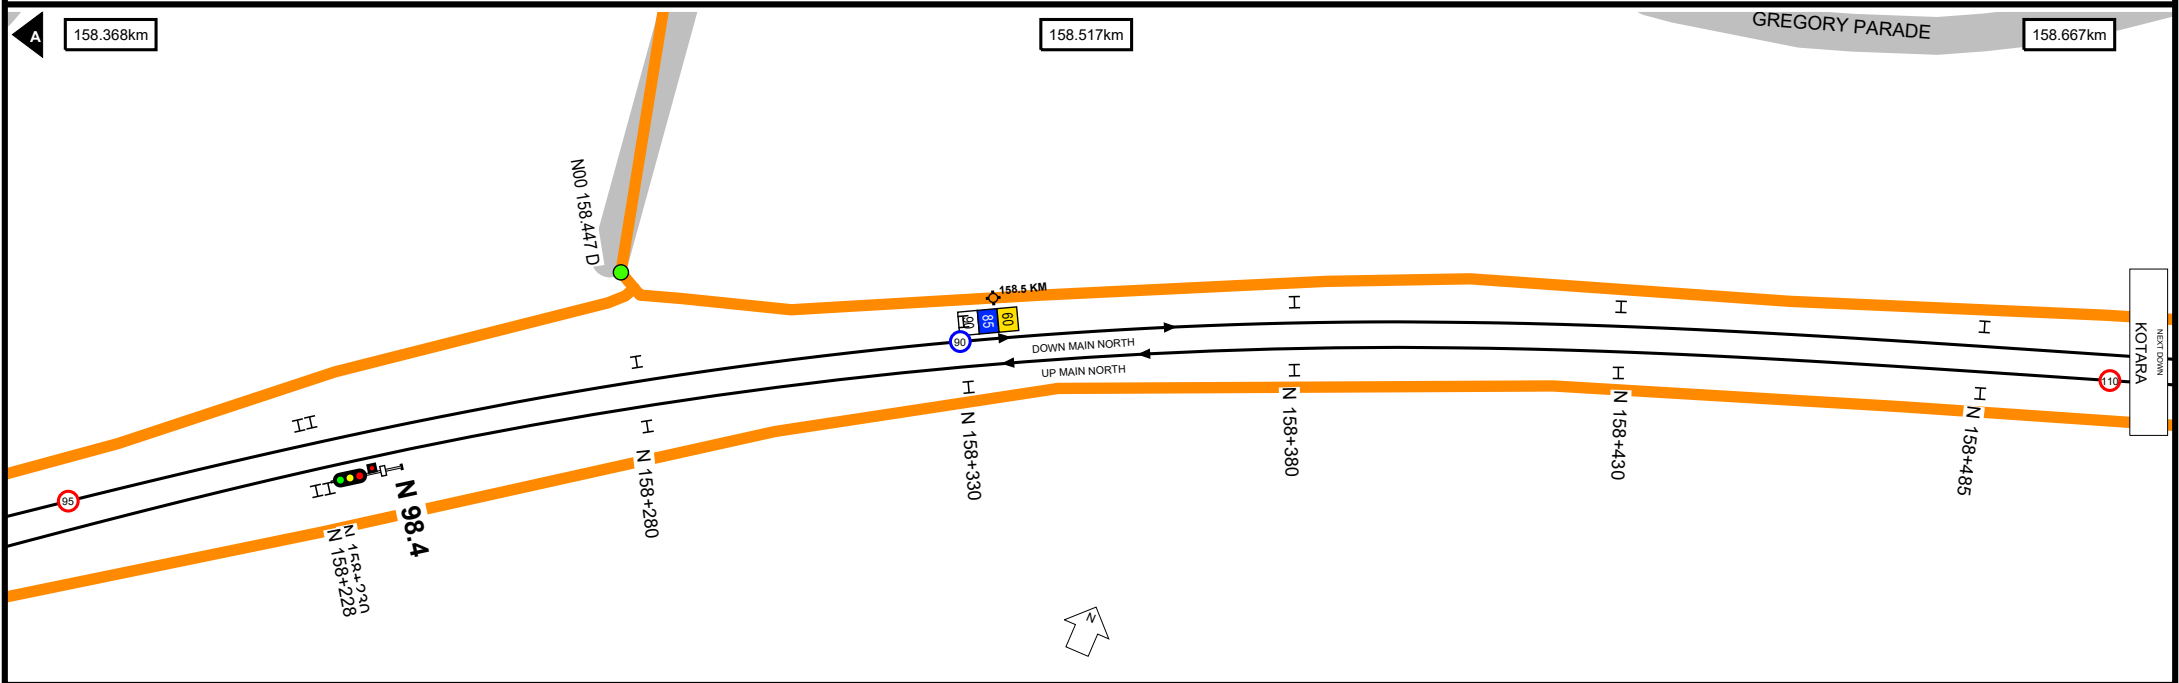 A
158.368km
158.517km
GREGORY PARADE
158.667km
N00 158.447 D
158.5 KM
85
60
90
DOWN MAIN NORTH
UP MAIN NORTH
NEXT DOWN
KOTARA
110
95
N 98.4
N 158+230
N 158+228
N 158+280
N 158+330
N 158+380
N 158+430
N 158+485
N